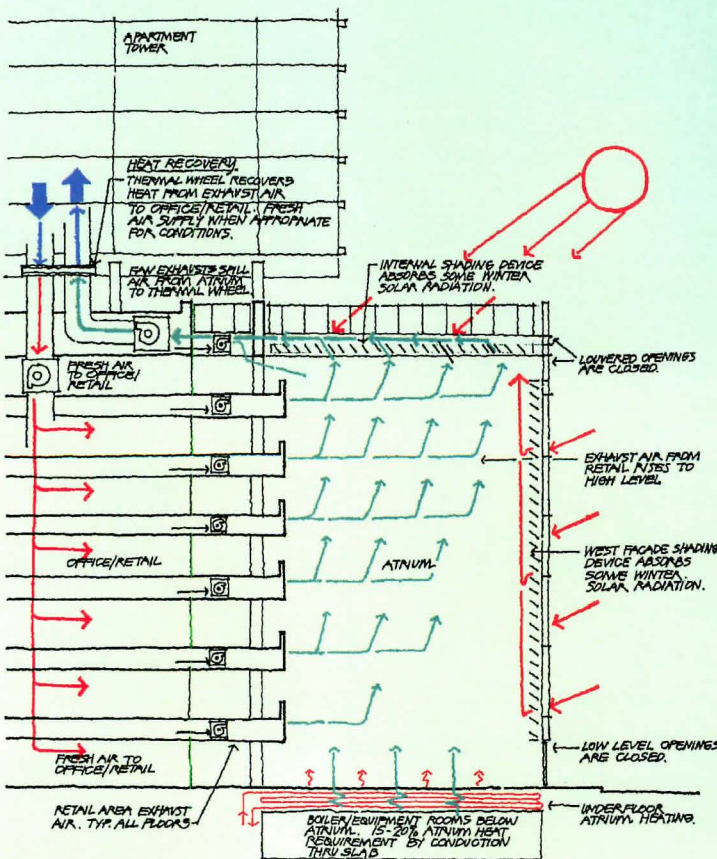 APARTMENT
TOWER
HEAT RECOVERY.
THERMAL WHEEL RECOVERS
HEAT FROM EXHAUST AIR
TO OFFICE/RETAIL. FRESH
AIR SUPPLY WHEN APPROPRIATE
FOR CONDITIONS.
FAN EXHAUSTS SPILL
AIR FROM ATRIUM
TO THERMAL WHEEL
INTERNAL SHADING DEVICE
ABSORBS SOME WINTER
SOLAR RADIATION.
LOUVERED OPENINGS
ARE CLOSED.
FRESH AIR
TO OFFICE/
RETAIL
EXHAUST AIR FROM
RETAIL RISES TO
HIGH LEVEL
OFFICE/RETAIL
ATRIUM.
WEST FACADE SHADING
DEVICE ABSORBS
SOME WINTER
SOLAR RADIATION.
FRESH AIR TO
OFFICE/RETAIL
LOW LEVEL OPENINGS
ARE CLOSED.
RETAIL AREA EXHAUST
AIR. TYP. ALL FLOORS
BOILER/EQUIPMENT ROOMS BELOW
ATRIUM. 15-20% ATRIUM HEAT
REQUIREMENT BY CONDUCTION
THRU SLAB
UNDERFLOOR
ATRIUM HEATING.